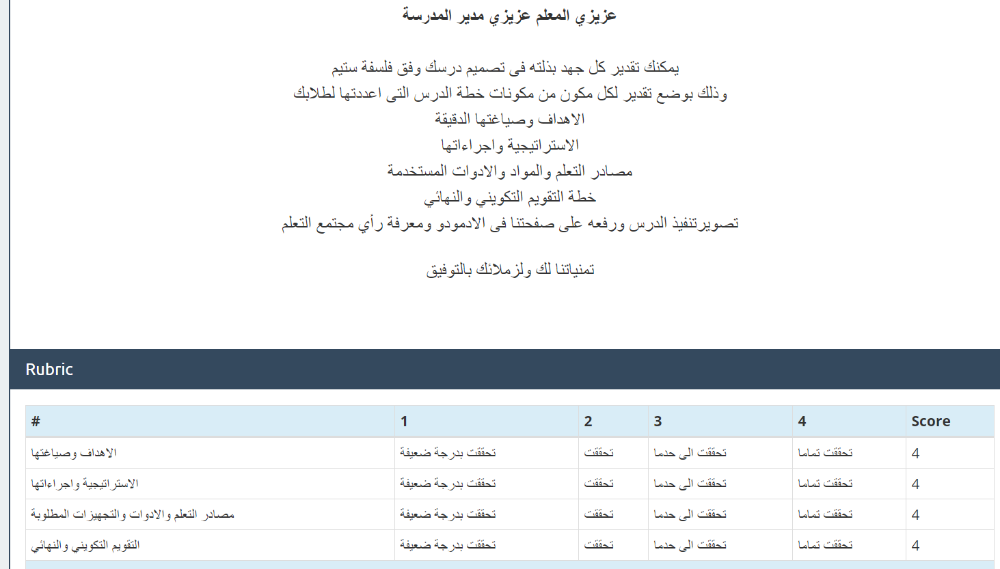 عزيزي المعلم عزيزي مدير المدرسة
يمكنك تقدير كل جهد بذلته فى تصميم درسك وفق فلسفة ستيم
وذلك بوضع تقدير لكل مكون من مكونات خطة الدرس التى اعددتها لطلابك
الاهداف وصياغتها الدقيقة
الاستراتيجية واجراءاتها
مصادر التعلم والمواد والادوات المستخدمة
خطة التقويم التكويني والنهائي
تصويرتنفيذ الدرس ورفعه على صفحتنا فى الادمودو ومعرفة رأي مجتمع التعلم
تمنياتنا لك ولزملائك بالتوفيق
Rubric
# 1 2 3 4 Score
الاهداف وصياغتها تحققت بدرجة ضعيفة تحققت تحققت الى حدما تحققت تماما 4
الاستراتيجية واجراءاتها تحققت بدرجة ضعيفة تحققت تحققت الى حدما تحققت تماما 4
مصادر التعلم والادوات والتجهيزات المطلوبة تحققت بدرجة ضعيفة تحققت تحققت الى حدما تحققت تماما 4
التقويم التكويني والنهائي تحققت بدرجة ضعيفة تحققت تحققت الى حدما تحققت تماما 4